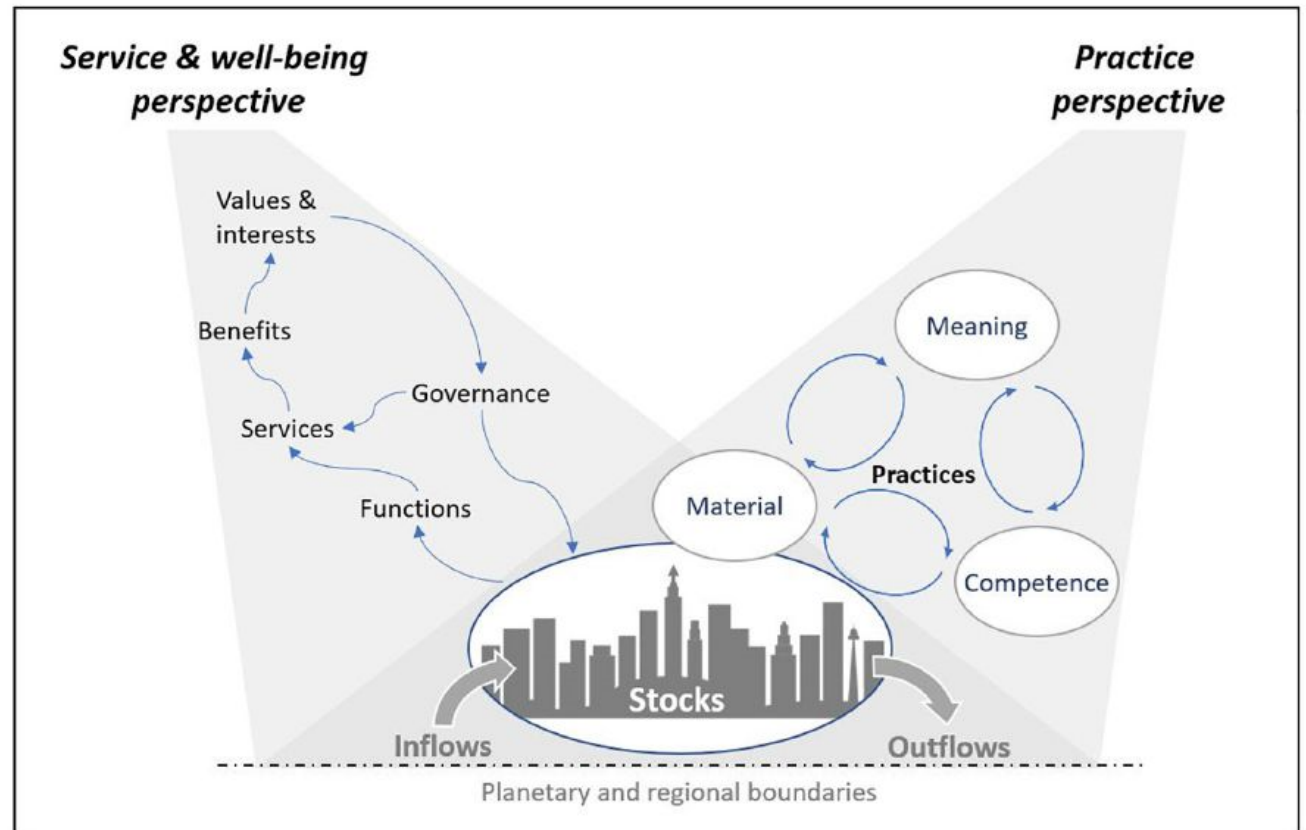 Service & well-being
perspective
Practice
perspective
Values &
interests
Benefits
Governance
Services
Functions
Meaning
Practices
Material
Competence
Stocks
Inflows
Outflows
Planetary and regional boundaries